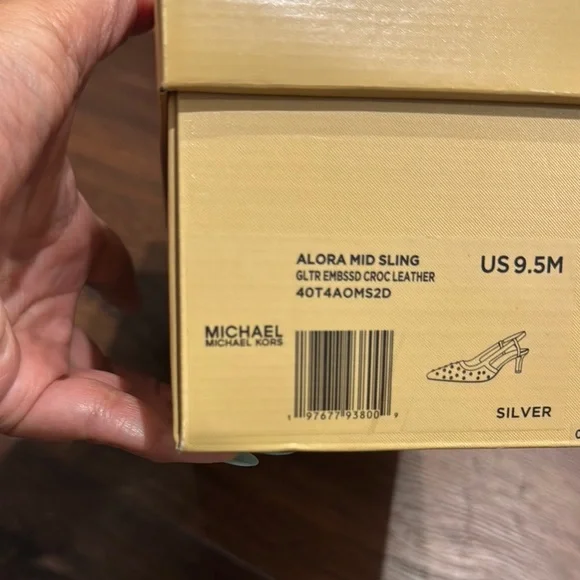 ALORA MID SLING
GLTR EMBSSD CROC LEATHER
40T4AOMS2D
US 9.5M
MICHAEL
MICHAEL KORS
1 97677 93800 9
SILVER